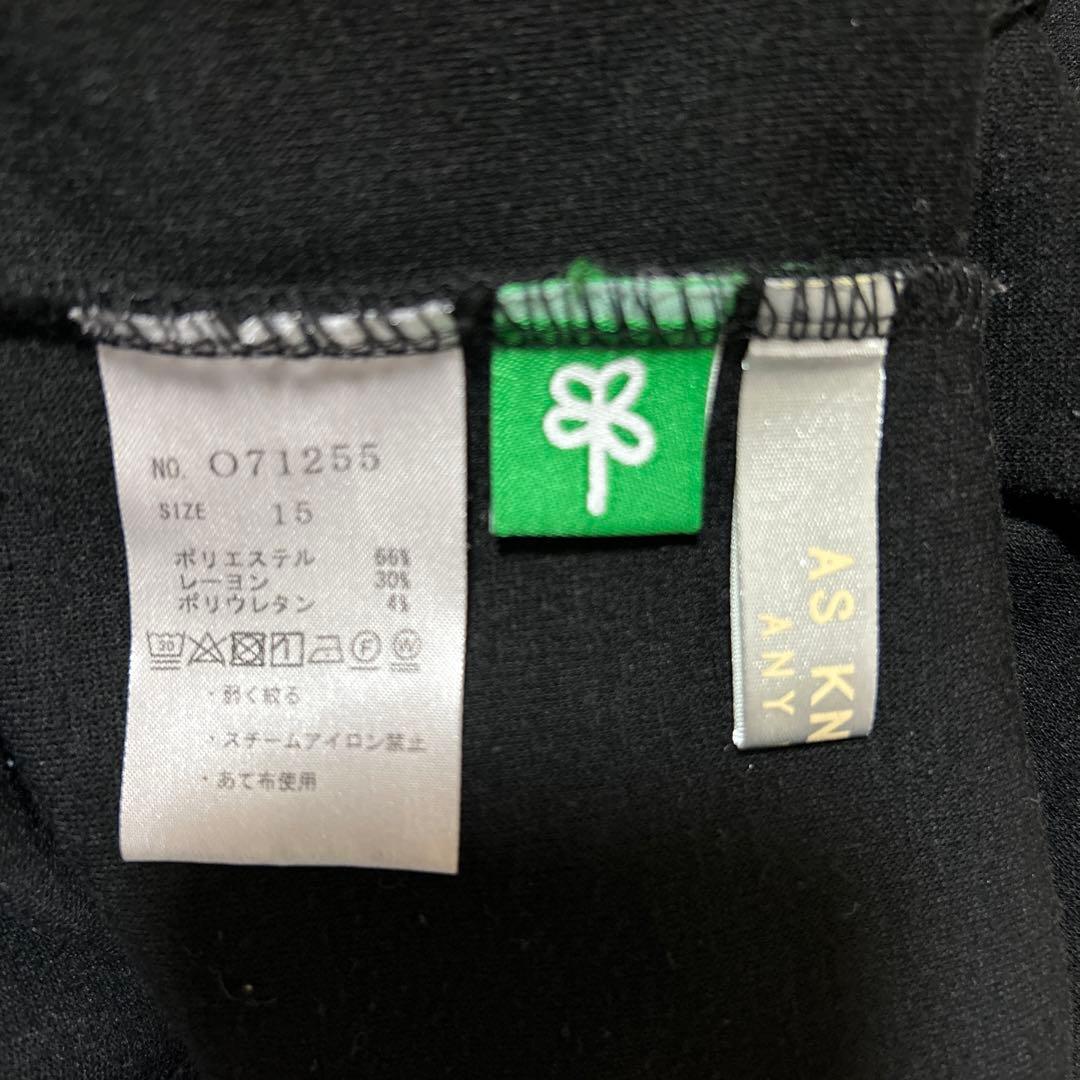 NO. O71255
SIZE 15
ポリエステル 66%
レーヨン 30%
ポリウレタン 4%
30 F W
・弱く絞る
・スチームアイロン禁止
・あて布使用
AS KN
ANY